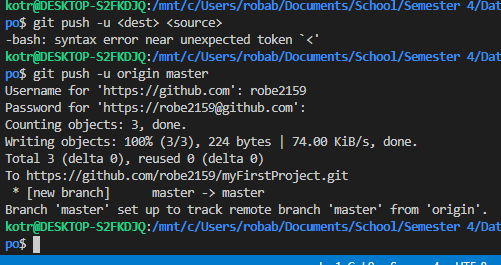 kotr@DESKTOP-S2FKDJQ:/mnt/c/Users/robab/Documents/School/Semester 4/Dat
po$ git push -u <dest> <source>
-bash: syntax error near unexpected token `<'
kotr@DESKTOP-S2FKDJQ:/mnt/c/Users/robab/Documents/School/Semester 4/Dat
po$ git push -u origin master
Username for 'https://github.com': robe2159
Password for 'https://robe2159@github.com':
Counting objects: 3, done.
Writing objects: 100% (3/3), 224 bytes | 74.00 KiB/s, done.
Total 3 (delta 0), reused 0 (delta 0)
To https://github.com/robe2159/myFirstProject.git
 * [new branch]      master -> master
Branch 'master' set up to track remote branch 'master' from 'origin'.
kotr@DESKTOP-S2FKDJQ:/mnt/c/Users/robab/Documents/School/Semester 4/Dat
po$